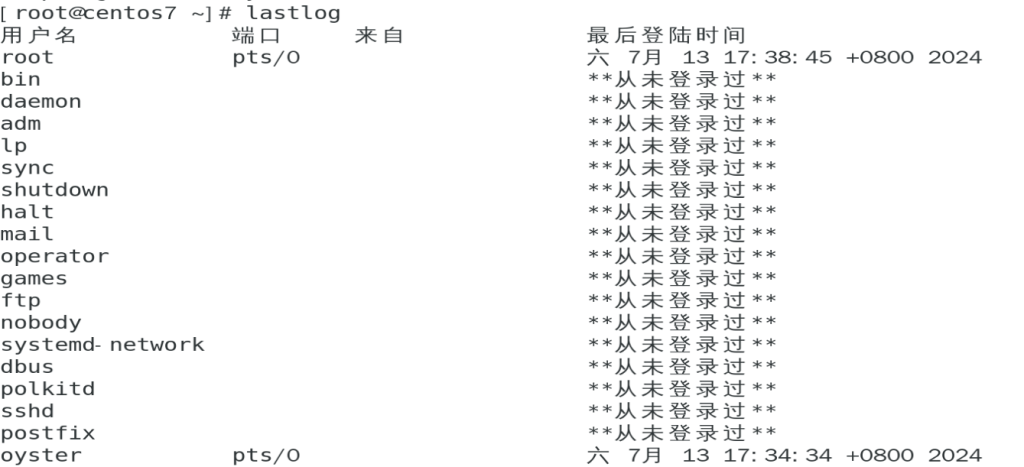 [root@centos7 ~]# lastlog
用户名 端口 来自 最后登陆时间
root pts/0 六 7月 13 17:38:45 +0800 2024
bin **从未登录过**
daemon **从未登录过**
adm **从未登录过**
lp **从未登录过**
sync **从未登录过**
shutdown **从未登录过**
halt **从未登录过**
mail **从未登录过**
operator **从未登录过**
games **从未登录过**
ftp **从未登录过**
nobody **从未登录过**
systemd-network **从未登录过**
dbus **从未登录过**
polkitd **从未登录过**
sshd **从未登录过**
postfix **从未登录过**
oyster pts/0 六 7月 13 17:34:34 +0800 2024